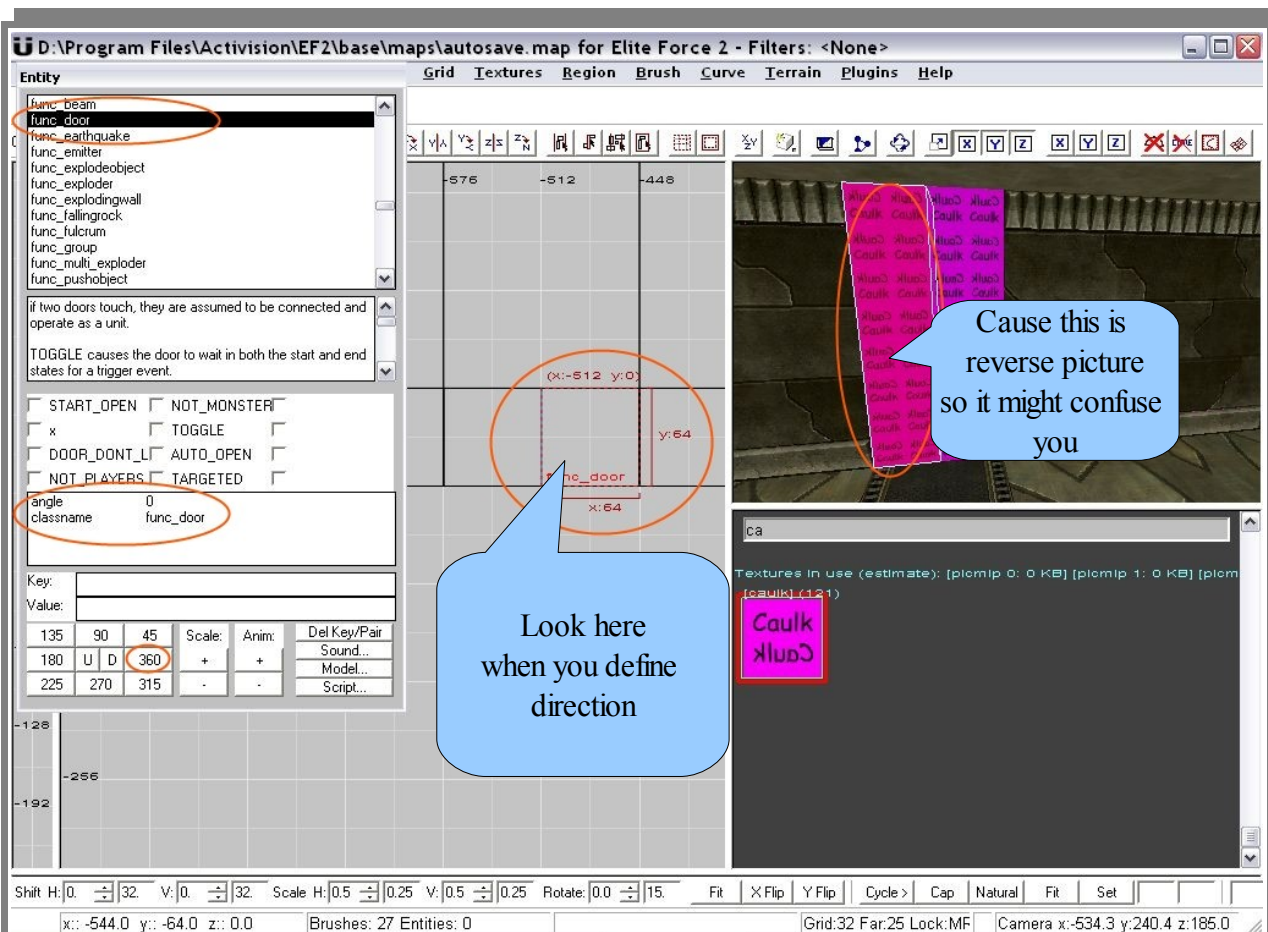 D:\Program Files\Activision\EF2\base\maps\autosave.map for Elite Force 2 - Filters: <None>
Entity
Grid Textures Region Brush Curve Terrain Plugins Help
func_beam
func_door
func_earthquake
func_emitter
func_explodeobject
func_exploder
func_explodingwall
func_fallingrock
func_fulcrum
func_group
func_multi_exploder
func_pushobject
if two doors touch, they are assumed to be connected and
operate as a unit.
TOGGLE causes the door to wait in both the start and end
states for a trigger event.
START_OPEN NOT_MONSTER
x TOGGLE
DOOR_DONT_L AUTO_OPEN
NOT_PLAYERS TARGETED
angle 0
classname func_door
Key:
Value:
135 90 45 Scale: Anim: Del Key/Pair
180 U D 360 + + Sound...
Model...
225 270 315 - - Script...
-576 -512 -448
(x:-512 y:0)
y:64
func_door
x:64
-128
-256
-192
Look here
when you define
direction
Cause this is
reverse picture
so it might confuse
you
ca
Textures in use (estimate): [picmip 0: 0 KB] [picmip 1: 0 KB] [picm
[caulk] (121)
Caulk
Caulk
X Y Z X Y Z
Shift H: 0. 32. V: 0. 32. Scale H: 0.5 0.25 V: 0.5 0.25 Rotate: 0.0 15. Fit X Flip Y Flip Cycle > Cap Natural Fit Set
x:: -544.0 y:: -64.0 z:: 0.0 Brushes: 27 Entities: 0 Grid:32 Far:25 Lock:MF Camera x:-534.3 y:240.4 z:185.0